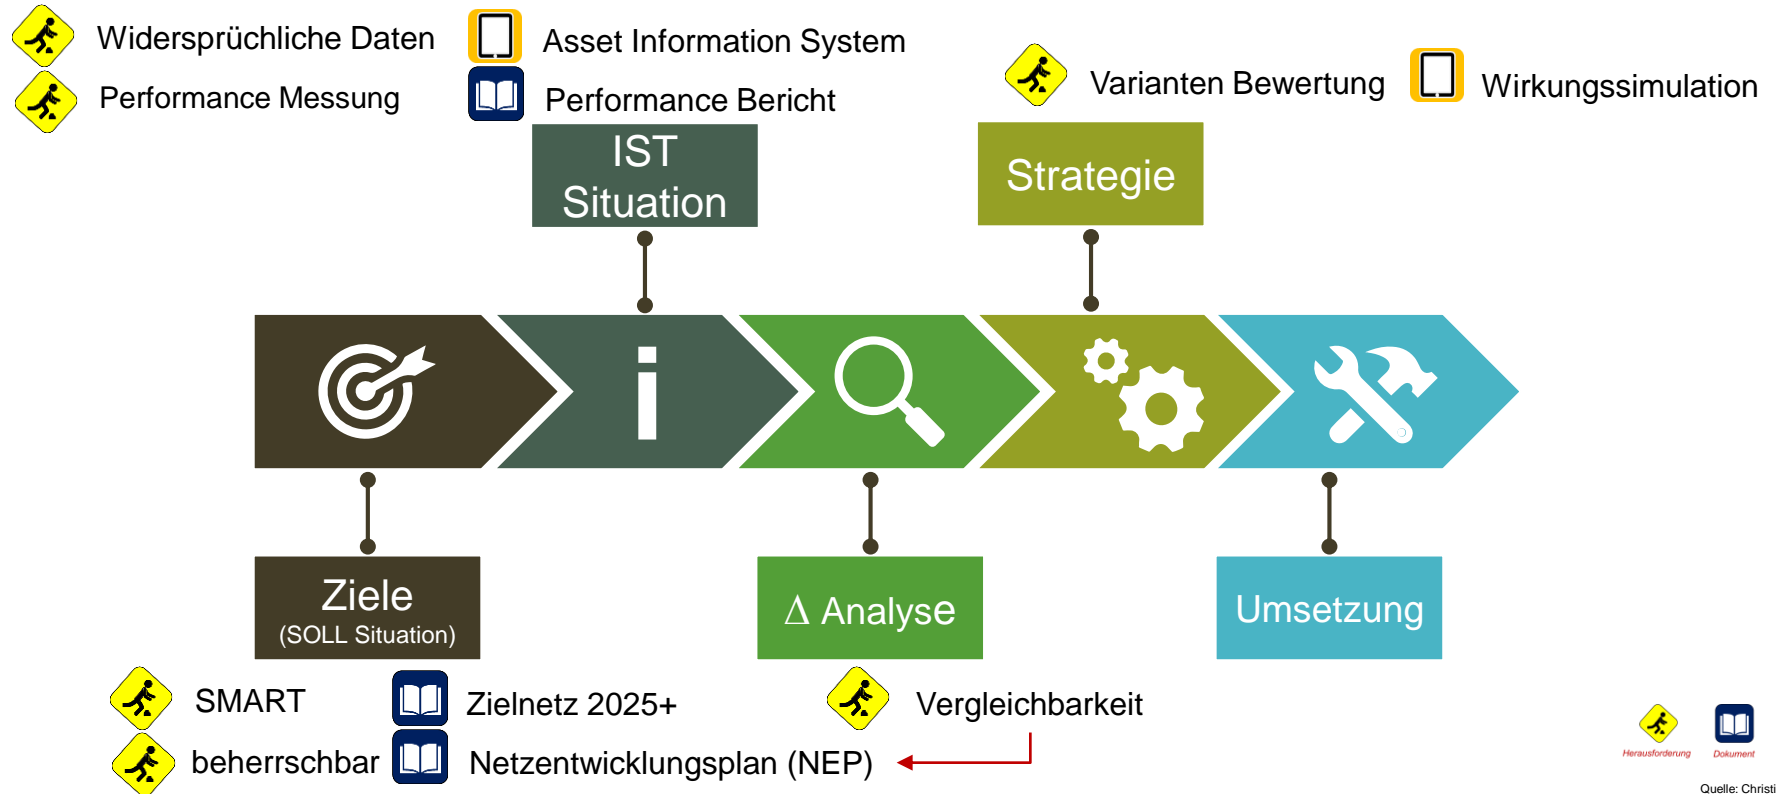 Widersprüchliche Daten
Asset Information System
Performance Messung
Performance Bericht
Varianten Bewertung
Wirkungssimulation
IST
Situation
Strategie
i
Ziele
(SOLL Situation)
Δ Analyse
Umsetzung
SMART
Zielnetz 2025+
Vergleichbarkeit
beherrschbar
Netzentwicklungsplan (NEP)
Herausforderung
Dokument
Quelle: Christi